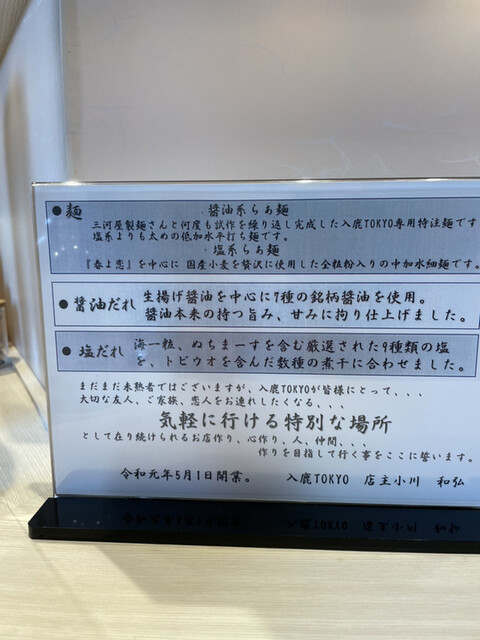 ●麺 醤油系らぁ麺
三河屋製麺さんと何度も試作を繰り返し完成した入鹿TOKYO専用特注麺です
塩系よりも太めの低加水平打ち麺です。
塩系らぁ麺
『春よ恋』を中心に 国産小麦を贅沢に使用した全粒粉入りの中加水細麺です。
●醤油だれ 生揚げ醤油を中心に7種の銘柄醤油を使用。
醤油本来の持つ旨み、甘みに拘り仕上げました。
●塩だれ 海一粒、ぬちまーすを含む厳選された9種類の塩
を、トビウオを含んだ数種の煮干に合わせました。
まだまだ未熟者ではございますが、入鹿TOKYOが皆様にとって、、、
大切な友人、ご家族、恋人をお連れしたくなる、、、
気軽に行ける特別な場所
として在り続けられるお店作り、心作り、人、仲間、、、
作りを目指して行く事をここに誓います。
令和元年5月1日開業。 入鹿TOKYO 店主小川 和弘